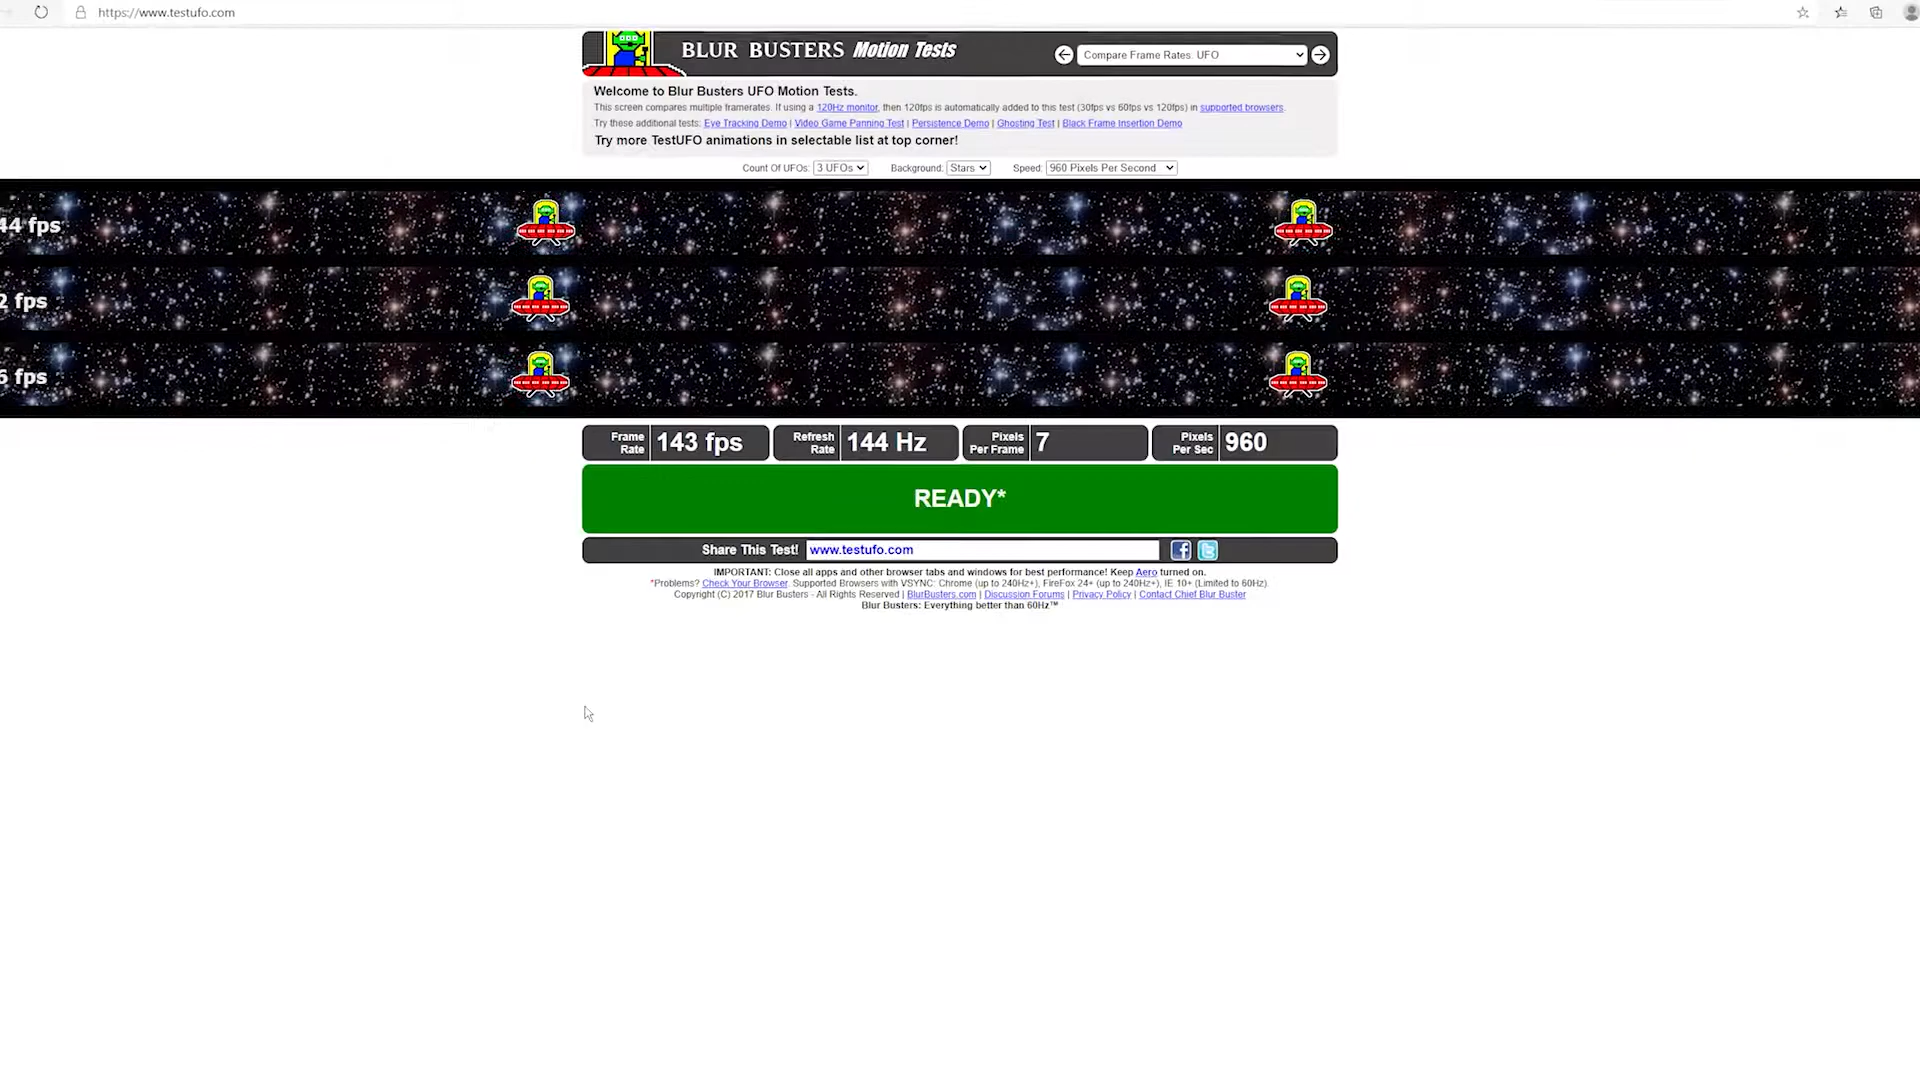 https://www.testufo.com
BLUR BUSTERS Motion Tests
Compare Frame Rates. UFO
Welcome to Blur Busters UFO Motion Tests.
This screen compares multiple framerates. If using a 120Hz monitor, then 120fps is automatically added to this test (30fps vs 60fps vs 120fps) in supported browsers.
Try these additional tests: Eye Tracking Demo | Video Game Panning Test | Persistence Demo | Ghosting Test | Black Frame Insertion Demo
Try more TestUFO animations in selectable list at top corner!
Count Of UFOs: 3 UFOs Background: Stars Speed: 960 Pixels Per Second
44 fps
2 fps
6 fps
Frame Rate 143 fps Refresh Rate 144 Hz Pixels Per Frame 7 Pixels Per Sec 960
READY*
Share This Test! www.testufo.com
IMPORTANT: Close all apps and other browser tabs and windows for best performance! Keep Aero turned on.
*Problems? Check Your Browser. Supported Browsers with VSYNC: Chrome (up to 240Hz+), FireFox 24+ (up to 240Hz+), IE 10+ (Limited to 60Hz).
Copyright (C) 2017 Blur Busters - All Rights Reserved | BlurBusters.com | Discussion Forums | Privacy Policy | Contact Chief Blur Buster
Blur Busters: Everything better than 60Hz™